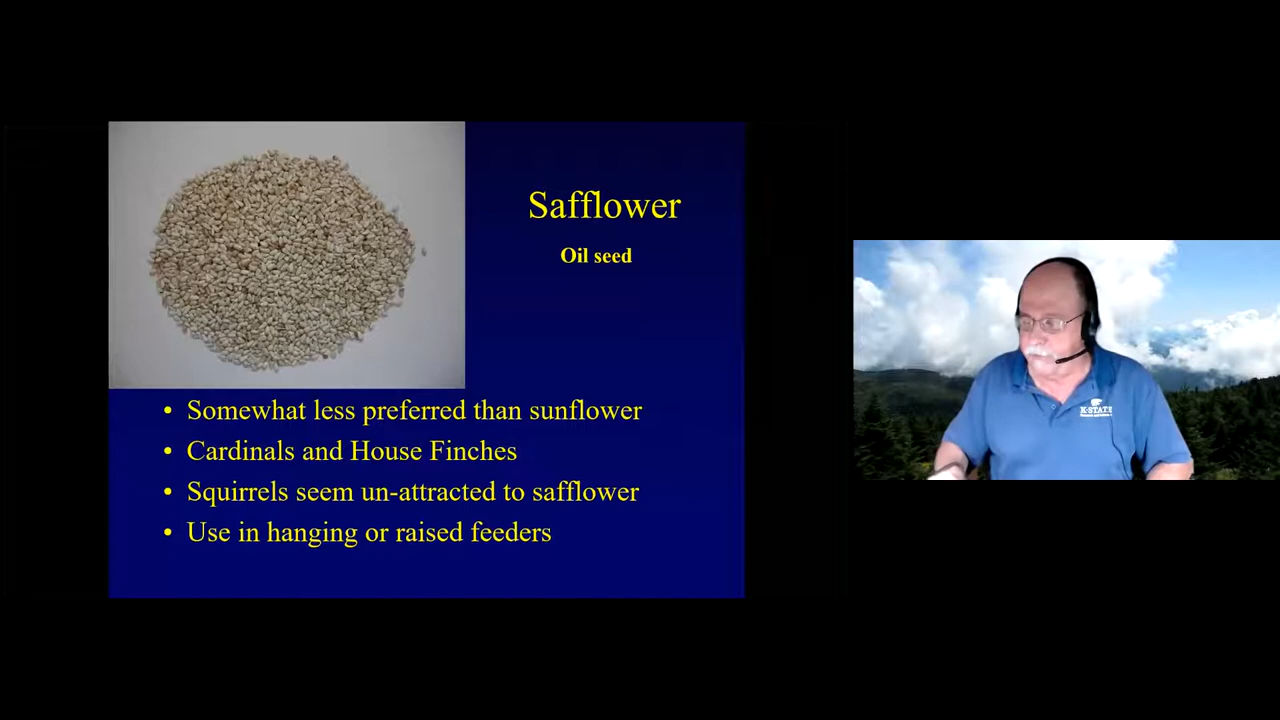 Safflower
Oil seed
• Somewhat less preferred than sunflower
• Cardinals and House Finches
• Squirrels seem un-attracted to safflower
• Use in hanging or raised feeders
K-STATE